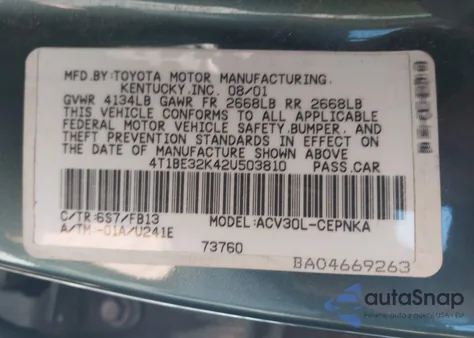 MFD.BY:TOYOTA MOTOR MANUFACTURING.
KENTUCKY.INC. 08/01
GVWR 4134LB GAWR FR 2668LB RR 2668LB
THIS VEHICLE CONFORMS TO ALL APPLICABLE
FEDERAL MOTOR VEHICLE SAFETY.BUMPER. AND
THEFT PREVENTION STANDARDS IN EFFECT ON
THE DATE OF MANUFACTURE SHOWN ABOVE.
4T1BE32K42U503810 PASS.CAR
C/TR:6S7/FB13 MODEL:ACV30L-CEPNKA
A/TM:-01A/U241E
73760
BA04669263
autoSnap